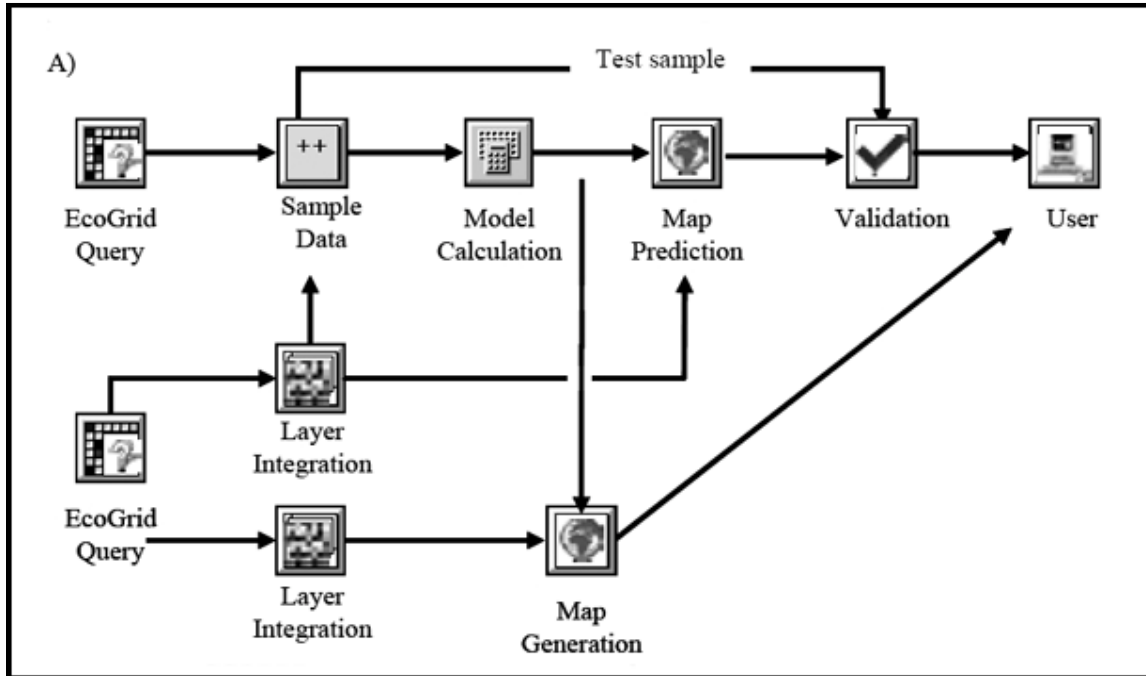 A)
Test sample
++
EcoGrid
Query
Sample
Data
Model
Calculation
Map
Prediction
Validation
User
Layer
Integration
EcoGrid
Query
Layer
Integration
Map
Generation